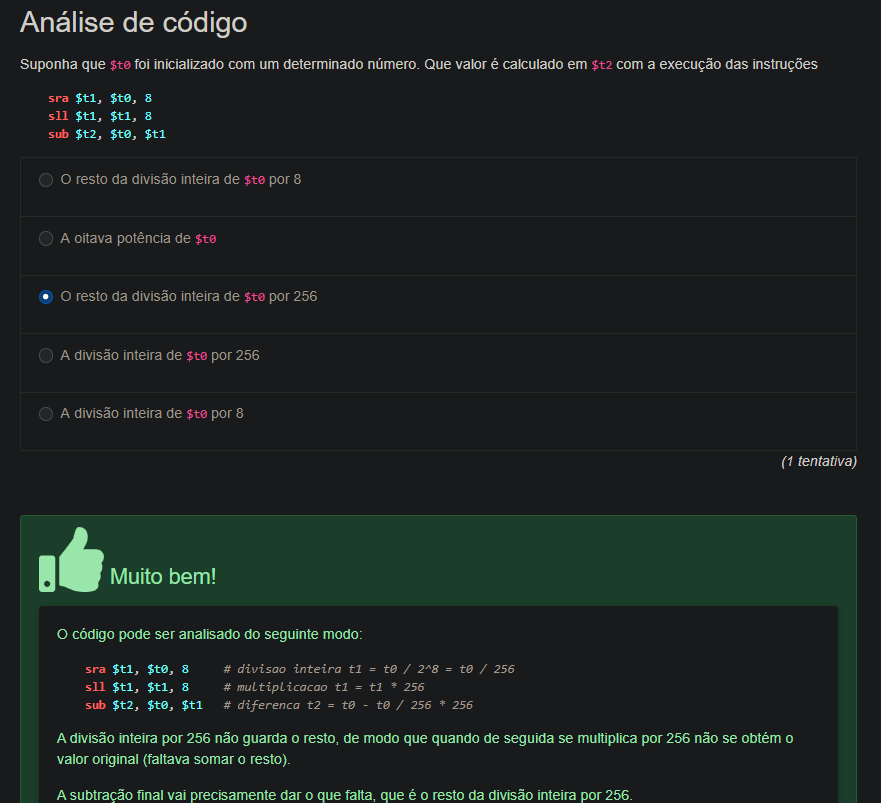 Análise de código
Suponha que $t0 foi inicializado com um determinado número. Que valor é calculado em $t2 com a execução das instruções
sra $t1, $t0, 8
sll $t1, $t1, 8
sub $t2, $t0, $t1
O resto da divisão inteira de $t0 por 8
A oitava potência de $t0
O resto da divisão inteira de $t0 por 256
A divisão inteira de $t0 por 256
A divisão inteira de $t0 por 8
(1 tentativa)
Muito bem!
O código pode ser analisado do seguinte modo:
sra $t1, $t0, 8 # divisao inteira t1 = t0 / 2^8 = t0 / 256
sll $t1, $t1, 8 # multiplicacao t1 = t1 * 256
sub $t2, $t0, $t1 # diferenca t2 = t0 - t0 / 256 * 256
A divisão inteira por 256 não guarda o resto, de modo que quando de seguida se multiplica por 256 não se obtém o
valor original (faltava somar o resto).
A subtração final vai precisamente dar o que falta, que é o resto da divisão inteira por 256.